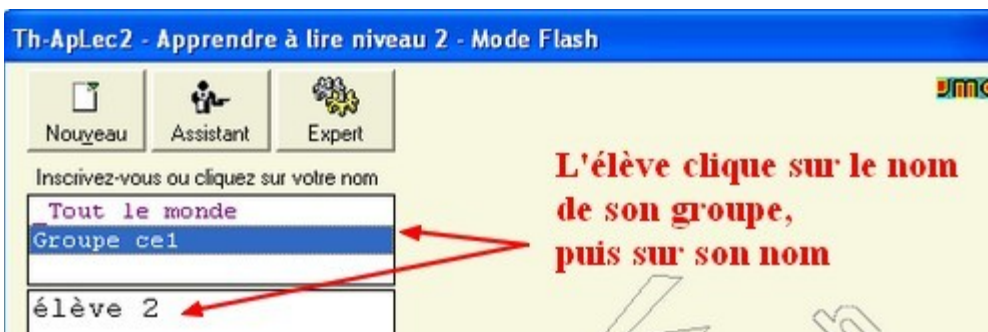 Th-ApLec2 - Apprendre à lire niveau 2 - Mode Flash
Nouveau Assistant Expert
Inscrivez-vous ou cliquez sur votre nom
_Tout le monde
Groupe ce1
élève 2
L'élève clique sur le nom
de son groupe,
puis sur son nom